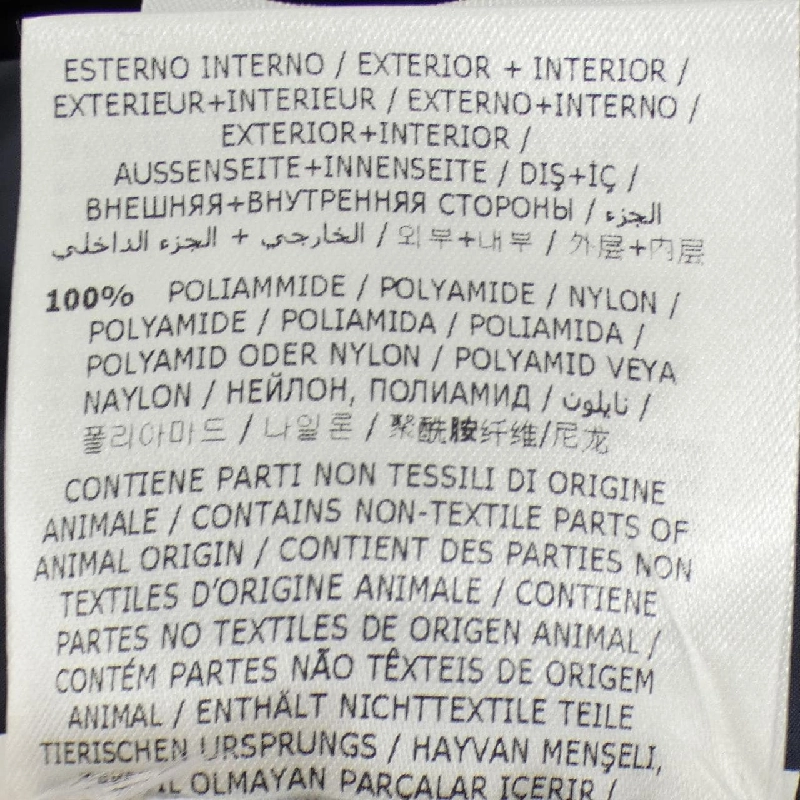 ESTERNO INTERNO / EXTERIOR + INTERIOR /
EXTERIEUR+INTERIEUR / EXTERNO+INTERNO /
EXTERIOR+INTERIOR /
AUSSENSEITE+INNENSEITE / DIŞ+İÇ /
ВНЕШНЯЯ+ВНУТРЕННЯЯ СТОРОНЫ / الجزء
الخارجي + الجزء الداخلي / 외부+내부 / 外层+内层
100% POLIAMMIDE / POLYAMIDE / NYLON /
POLYAMIDE / POLIAMIDA / POLIAMIDA /
POLYAMID ODER NYLON / POLYAMID VEYA
NAYLON / НЕЙЛОН, ПОЛИАМИД / نايلون /
폴리아마드 / 나일론 / 聚酰胺纤维/尼龙
CONTIENE PARTI NON TESSILI DI ORIGINE
ANIMALE / CONTAINS NON-TEXTILE PARTS OF
ANIMAL ORIGIN / CONTIENT DES PARTIES NON
TEXTILES D'ORIGINE ANIMALE / CONTIENE
PARTES NO TEXTILES DE ORIGEN ANIMAL /
CONTÉM PARTES NÃO TÊXTEIS DE ORIGEM
ANIMAL / ENTHÄLT NICHTTEXTILE TEILE
TIERISCHEN URSPRUNGS / HAYVAN MENŞELI,
OLMAYAN PARÇALAR IÇERIR /